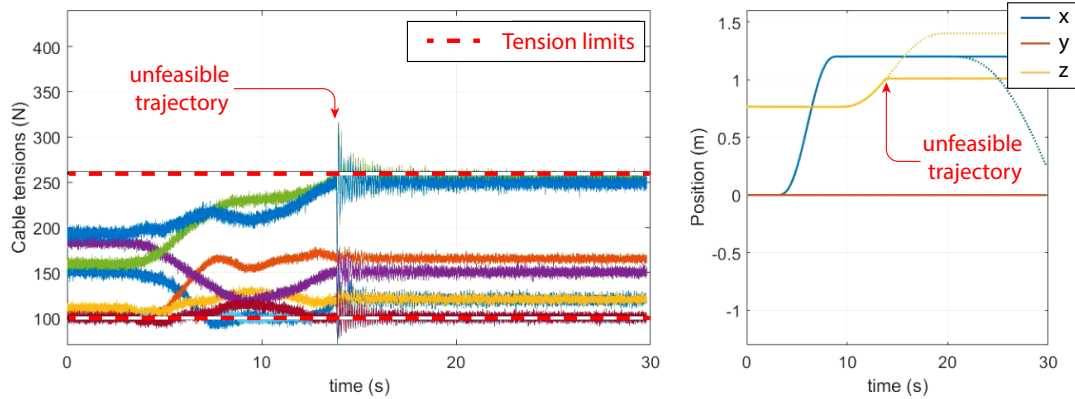 400
350
300
250
200
150
100
Cable tensions (N)
Tension limits
unfeasible
trajectory
0
10
20
30
time (s)
1.5
1
0.5
0
-0.5
-1
Position (m)
x
y
z
unfeasible
trajectory
0
10
20
30
time (s)